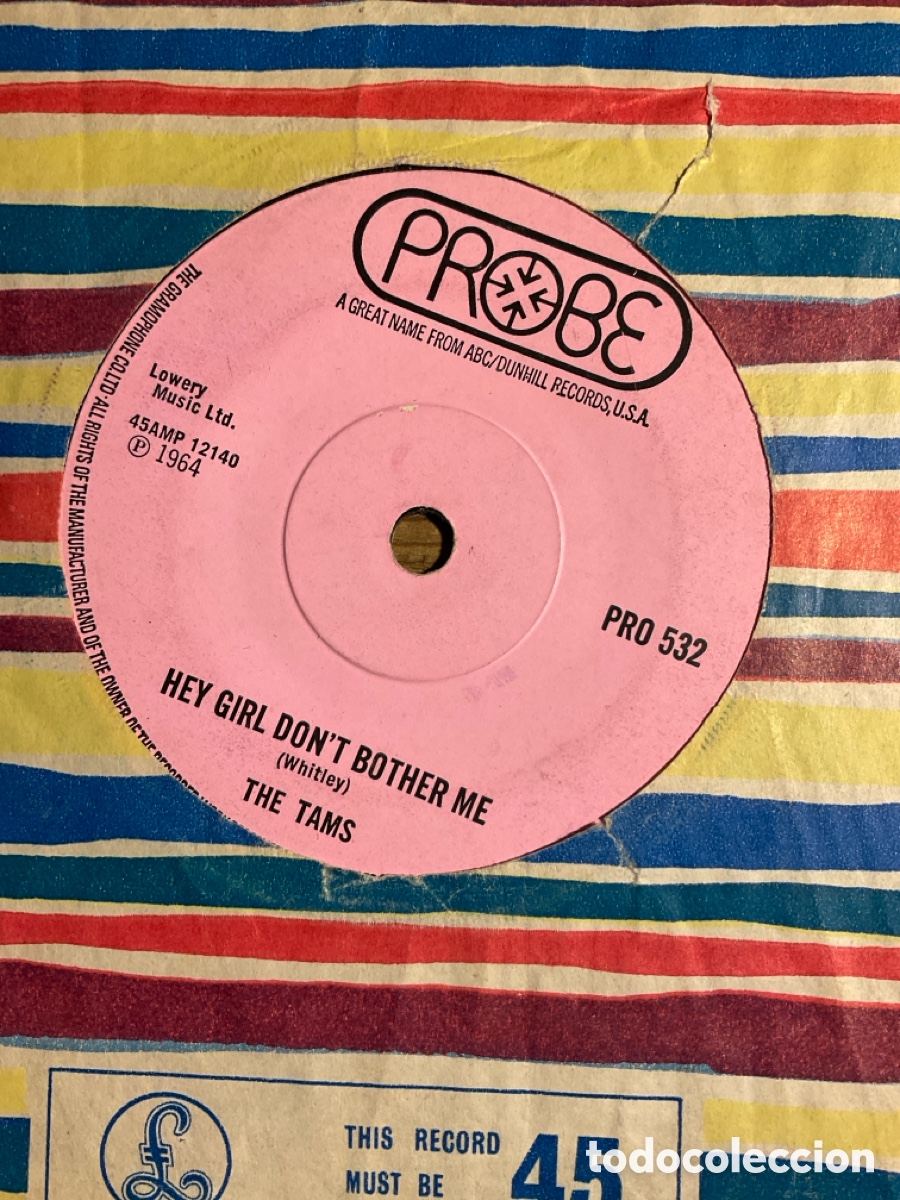 PROBE
A GREAT NAME FROM ABC/DUNHILL RECORDS, U.S.A.
THE GRAMOPHONE CO. LTD · ALL RIGHTS OF THE MANUFACTURER AND OF THE OWNER OF THE
Lowery
Music Ltd.
45AMP 12140
℗ 1964
PRO 532
HEY GIRL DON'T BOTHER ME
(Whitley)
THE TAMS
THIS RECORD
MUST BE
45
todocoleccion